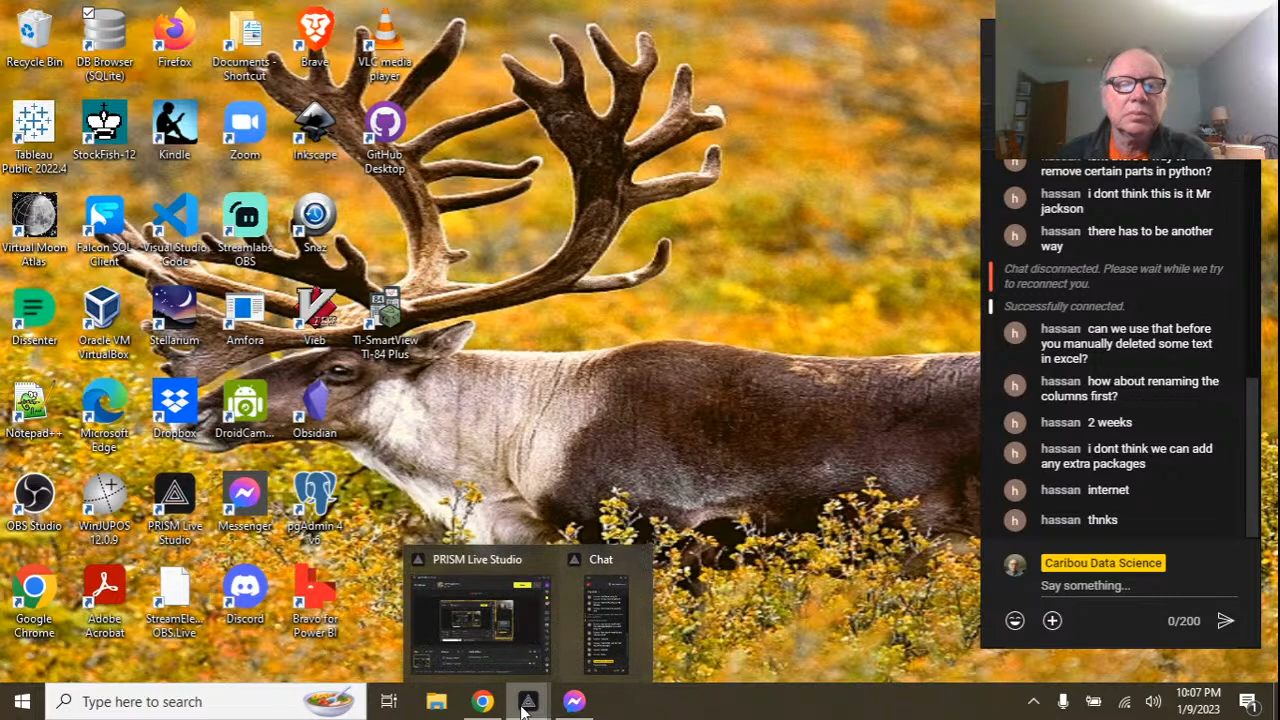 Recycle Bin
DB Browser
(SQLite)
Firefox
Documents -
Shortcut
Brave
VLC media
player
Tableau
Public 2022.4
StockFish-12
Kindle
Zoom
Inkscape
GitHub
Desktop
Virtual Moon
Atlas
Falcon SQL
Client
Visual Studio
Code
Streamlabs
OBS
Snaz
Dissenter
Oracle VM
VirtualBox
Stellarium
Amfora
Vieb
TI-SmartView
TI-84 Plus
Notepad++
Microsoft
Edge
Dropbox
DroidCam...
Obsidian
OBS Studio
WinJUPOS
12.0.9
PRISM Live
Studio
Messenger
pgAdmin 4
v6
Google
Chrome
Adobe
Acrobat
StreamEle...
OBS.Live
Discord
Bravo for
Power BI
PRISM Live Studio
Chat
remove certain parts in python?
hassan i dont think this is it Mr
jackson
hassan there has to be another
way
Chat disconnected. Please wait while we try
to reconnect you.
Successfully connected.
hassan can we use that before
you manually deleted some text
in excel?
hassan how about renaming the
columns first?
hassan 2 weeks
hassan i dont think we can add
any extra packages
hassan internet
hassan thnks
Caribou Data Science
Say something...
0/200
Type here to search
10:07 PM
1/9/2023
1